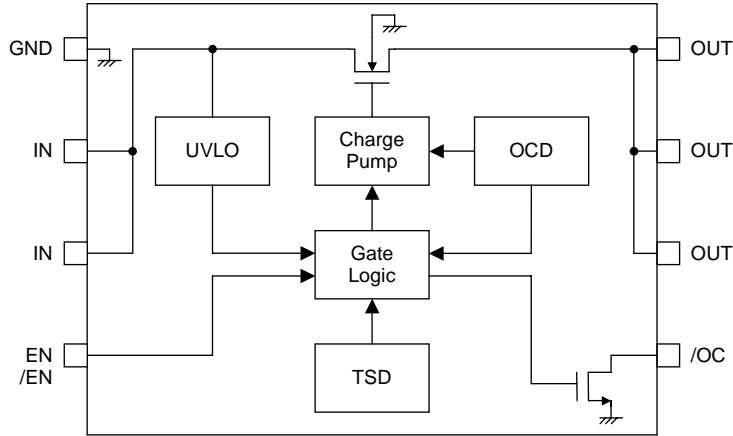 GND
OUT
IN
UVLO
Charge
Pump
OCD
OUT
IN
Gate
Logic
OUT
EN
/EN
TSD
/OC